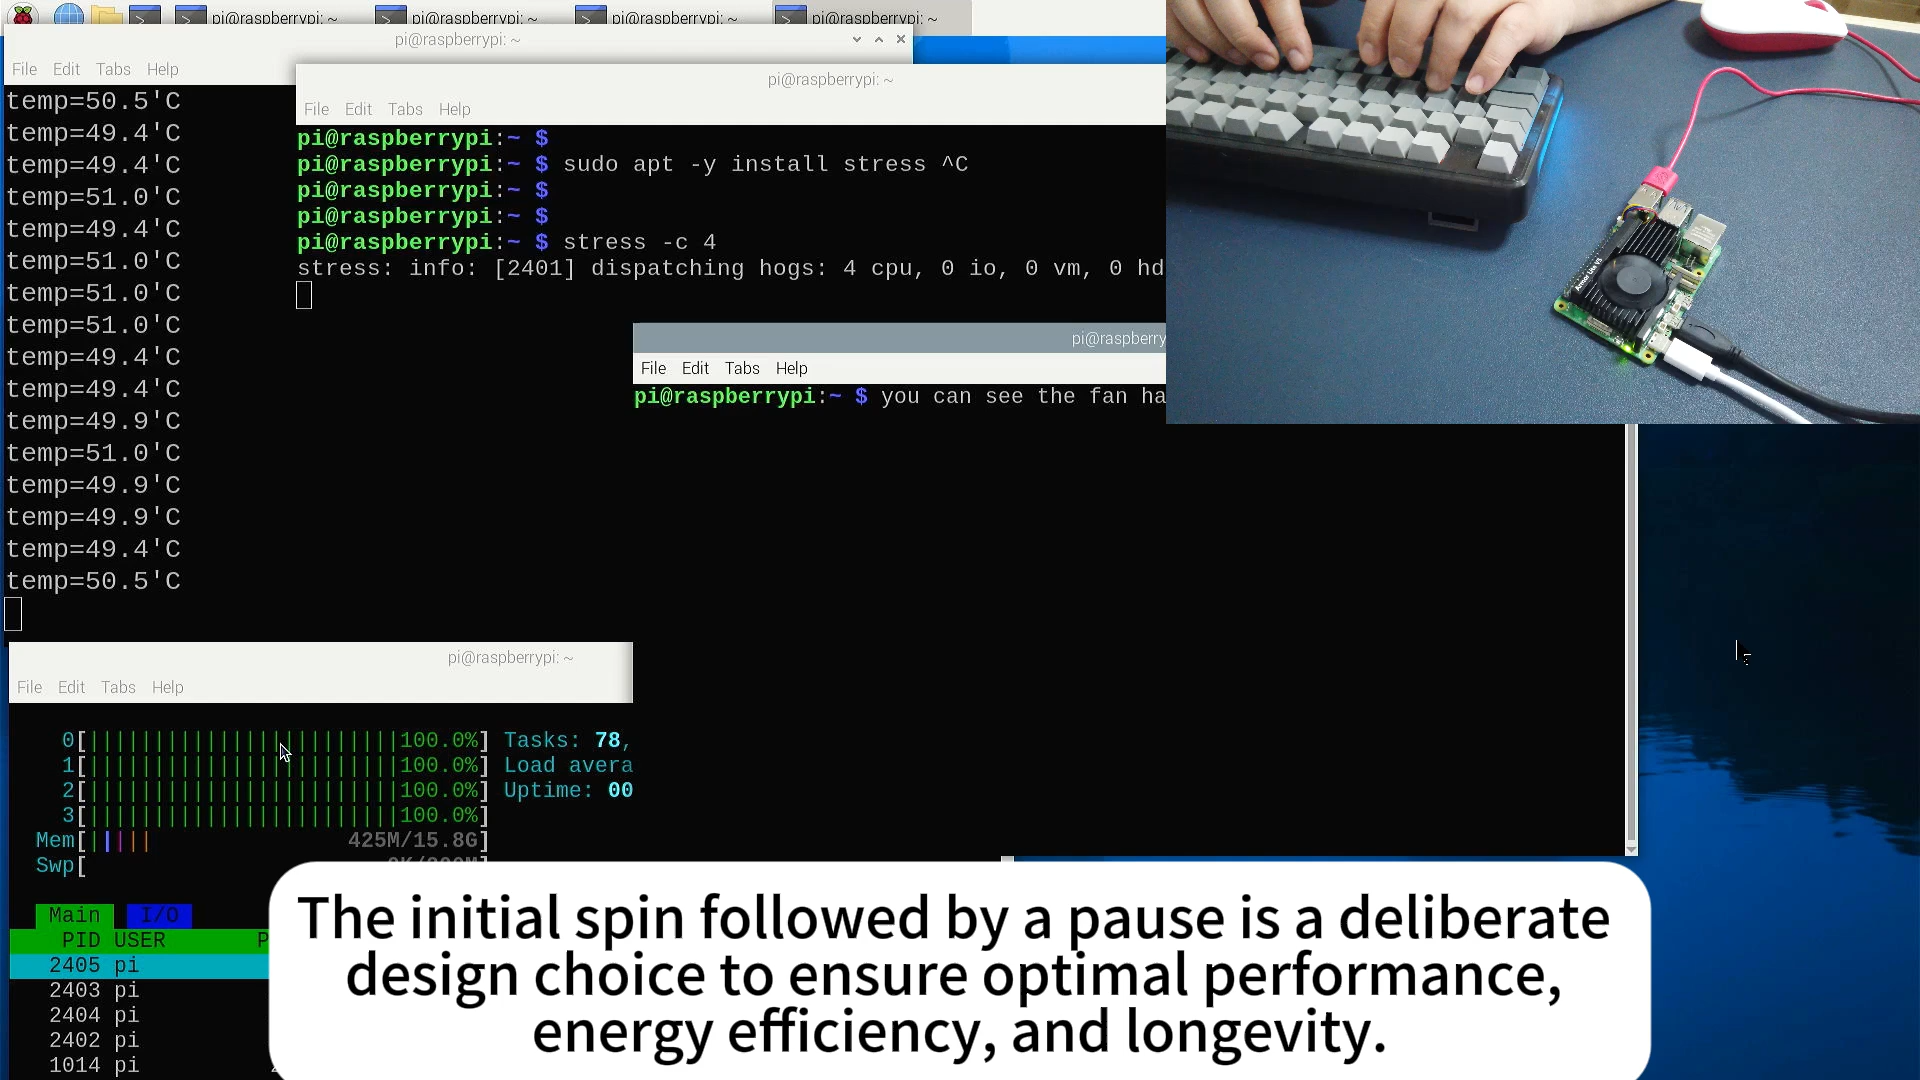 pi@raspberrypi: ~
pi@raspberrypi: ~
pi@raspberrypi: ~
pi@raspberrypi: ~
pi@raspberrypi: ~
File Edit Tabs Help
temp=50.5'C
temp=49.4'C
temp=49.4'C
temp=51.0'C
temp=49.4'C
temp=51.0'C
temp=51.0'C
temp=51.0'C
temp=49.4'C
temp=49.4'C
temp=49.9'C
temp=51.0'C
temp=49.9'C
temp=49.9'C
temp=49.4'C
temp=50.5'C
pi@raspberrypi: ~
File Edit Tabs Help
pi@raspberrypi:~ $
pi@raspberrypi:~ $ sudo apt -y install stress ^C
pi@raspberrypi:~ $
pi@raspberrypi:~ $
pi@raspberrypi:~ $ stress -c 4
stress: info: [2401] dispatching hogs: 4 cpu, 0 io, 0 vm, 0 hd
pi@raspberry
File Edit Tabs Help
pi@raspberrypi:~ $ you can see the fan ha
Armor Lite V5
pi@raspberrypi: ~
File Edit Tabs Help
0[100.0%] Tasks: 78,
1[100.0%] Load avera
2[100.0%] Uptime: 00
3[100.0%]
Mem[425M/15.8G]
Swp[
Main I/O
PID USER P
2405 pi
2403 pi
2404 pi
2402 pi
1014 pi
The initial spin followed by a pause is a deliberate
design choice to ensure optimal performance,
energy efficiency, and longevity.